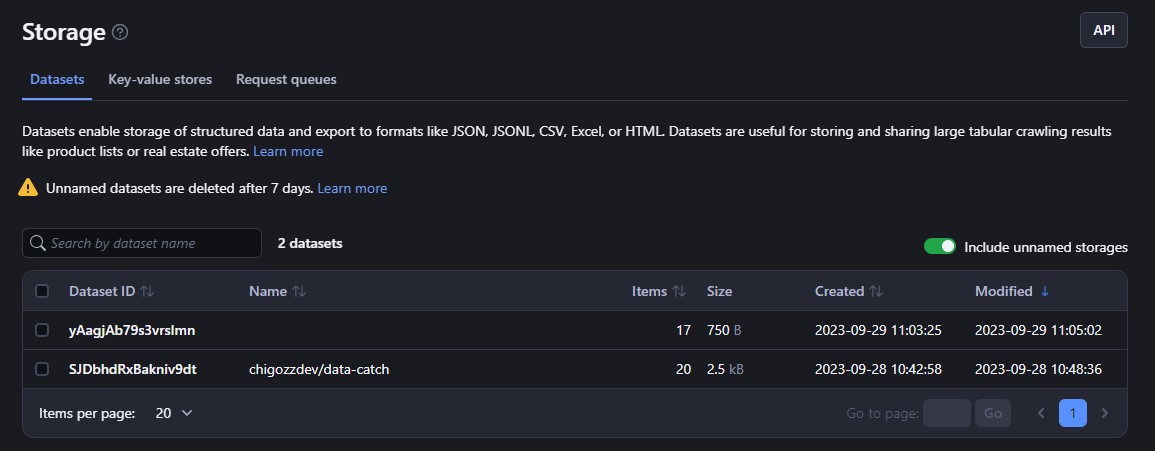 Storage
API
Datasets Key-value stores Request queues
Datasets enable storage of structured data and export to formats like JSON, JSONL, CSV, Excel, or HTML. Datasets are useful for storing and sharing large tabular crawling results
like product lists or real estate offers. Learn more
Unnamed datasets are deleted after 7 days. Learn more
Search by dataset name 2 datasets Include unnamed storages
Dataset ID Name Items Size Created Modified
yAagjAb79s3vrslmn 17 750 B 2023-09-29 11:03:25 2023-09-29 11:05:02
SJDbhdRxBakniv9dt chigozzdev/data-catch 20 2.5 kB 2023-09-28 10:42:58 2023-09-28 10:48:36
Items per page: 20 Go to page: Go 1